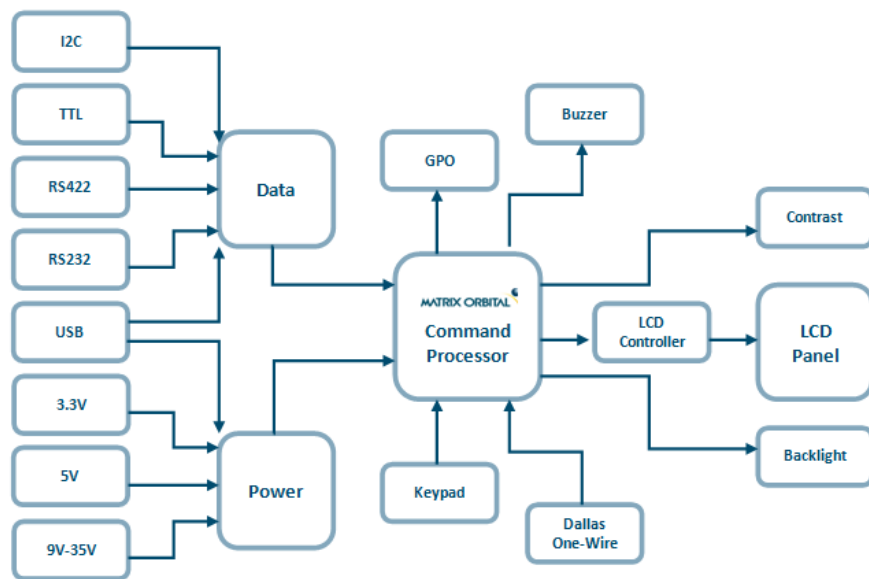 I2C
TTL
RS422
RS232
USB
3.3V
5V
9V-35V
Data
Power
GPO
Buzzer
MATRIX ORBITAL
Command
Processor
Keypad
Dallas
One-Wire
Contrast
LCD
Controller
LCD
Panel
Backlight